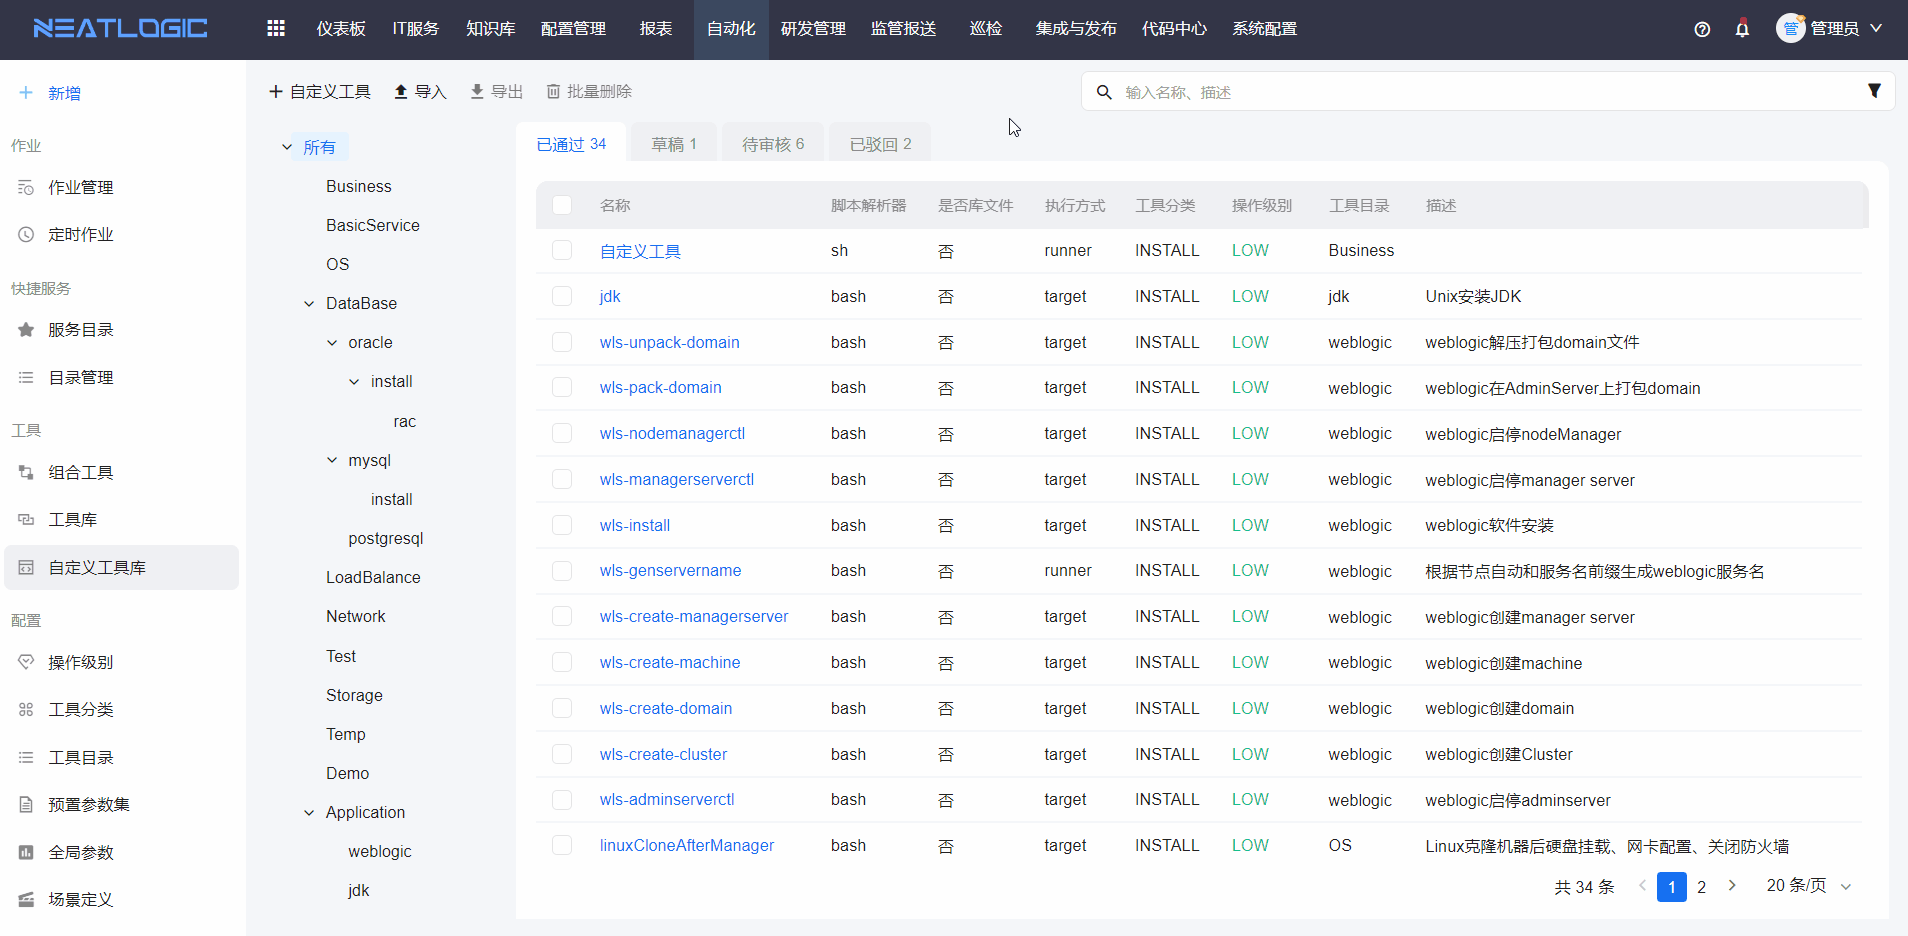 NEATLOGIC 仪表板 IT服务 知识库 配置管理 报表 自动化 研发管理 监管报送 巡检 集成与发布 代码中心 系统配置 管 管理员
新增
作业
作业管理
定时作业
快捷服务
服务目录
目录管理
工具
组合工具
工具库
自定义工具库
配置
操作级别
工具分类
工具目录
预置参数集
全局参数
场景定义
自定义工具 导入 导出 批量删除 输入名称、描述
所有
Business
BasicService
OS
DataBase
oracle
install
rac
mysql
install
postgresql
LoadBalance
Network
Test
Storage
Temp
Demo
Application
weblogic
jdk
已通过 34 草稿 1 待审核 6 已驳回 2
名称 脚本解析器 是否库文件 执行方式 工具分类 操作级别 工具目录 描述
自定义工具 sh 否 runner INSTALL LOW Business
jdk bash 否 target INSTALL LOW jdk Unix安装JDK
wls-unpack-domain bash 否 target INSTALL LOW weblogic weblogic解压打包domain文件
wls-pack-domain bash 否 target INSTALL LOW weblogic weblogic在AdminServer上打包domain
wls-nodemanagerctl bash 否 target INSTALL LOW weblogic weblogic启停nodeManager
wls-managerserverctl bash 否 target INSTALL LOW weblogic weblogic启停manager server
wls-install bash 否 target INSTALL LOW weblogic weblogic软件安装
wls-genservername bash 否 runner INSTALL LOW weblogic 根据节点自动和服务名前缀生成weblogic服务名
wls-create-managerserver bash 否 target INSTALL LOW weblogic weblogic创建manager server
wls-create-machine bash 否 target INSTALL LOW weblogic weblogic创建machine
wls-create-domain bash 否 target INSTALL LOW weblogic weblogic创建domain
wls-create-cluster bash 否 target INSTALL LOW weblogic weblogic创建Cluster
wls-adminserverctl bash 否 target INSTALL LOW weblogic weblogic启停adminserver
linuxCloneAfterManager bash 否 target INSTALL LOW OS Linux克隆机器后硬盘挂载、网卡配置、关闭防火墙
共 34 条 1 2 20 条/页